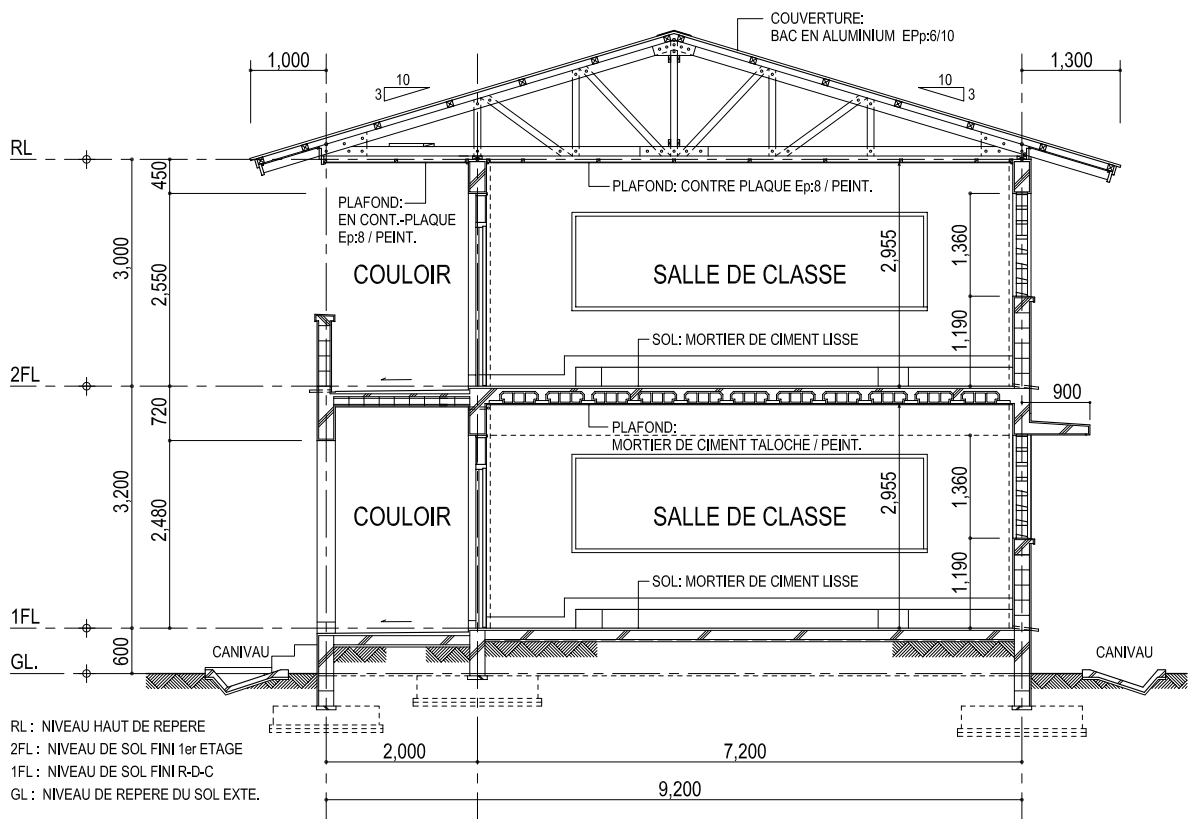 COUVERTURE:
BAC EN ALUMINIUM EPp:6/10
1,000
1,300
10
3
10
3
RL
450
PLAFOND: CONTRE PLAQUE Ep:8 / PEINT.
PLAFOND:
EN CONT.-PLAQUE
Ep:8 / PEINT.
3,000
2,550
COULOIR
SALLE DE CLASSE
2,955
1,360
1,190
SOL: MORTIER DE CIMENT LISSE
2FL
720
900
PLAFOND:
MORTIER DE CIMENT TALOCHE / PEINT.
3,200
2,480
COULOIR
SALLE DE CLASSE
2,955
1,360
1,190
SOL: MORTIER DE CIMENT LISSE
1FL
600
CANIVAU
CANIVAU
GL.
RL : NIVEAU HAUT DE REPERE
2FL : NIVEAU DE SOL FINI 1er ETAGE
1FL : NIVEAU DE SOL FINI R-D-C
GL : NIVEAU DE REPERE DU SOL EXTE.
2,000
7,200
9,200